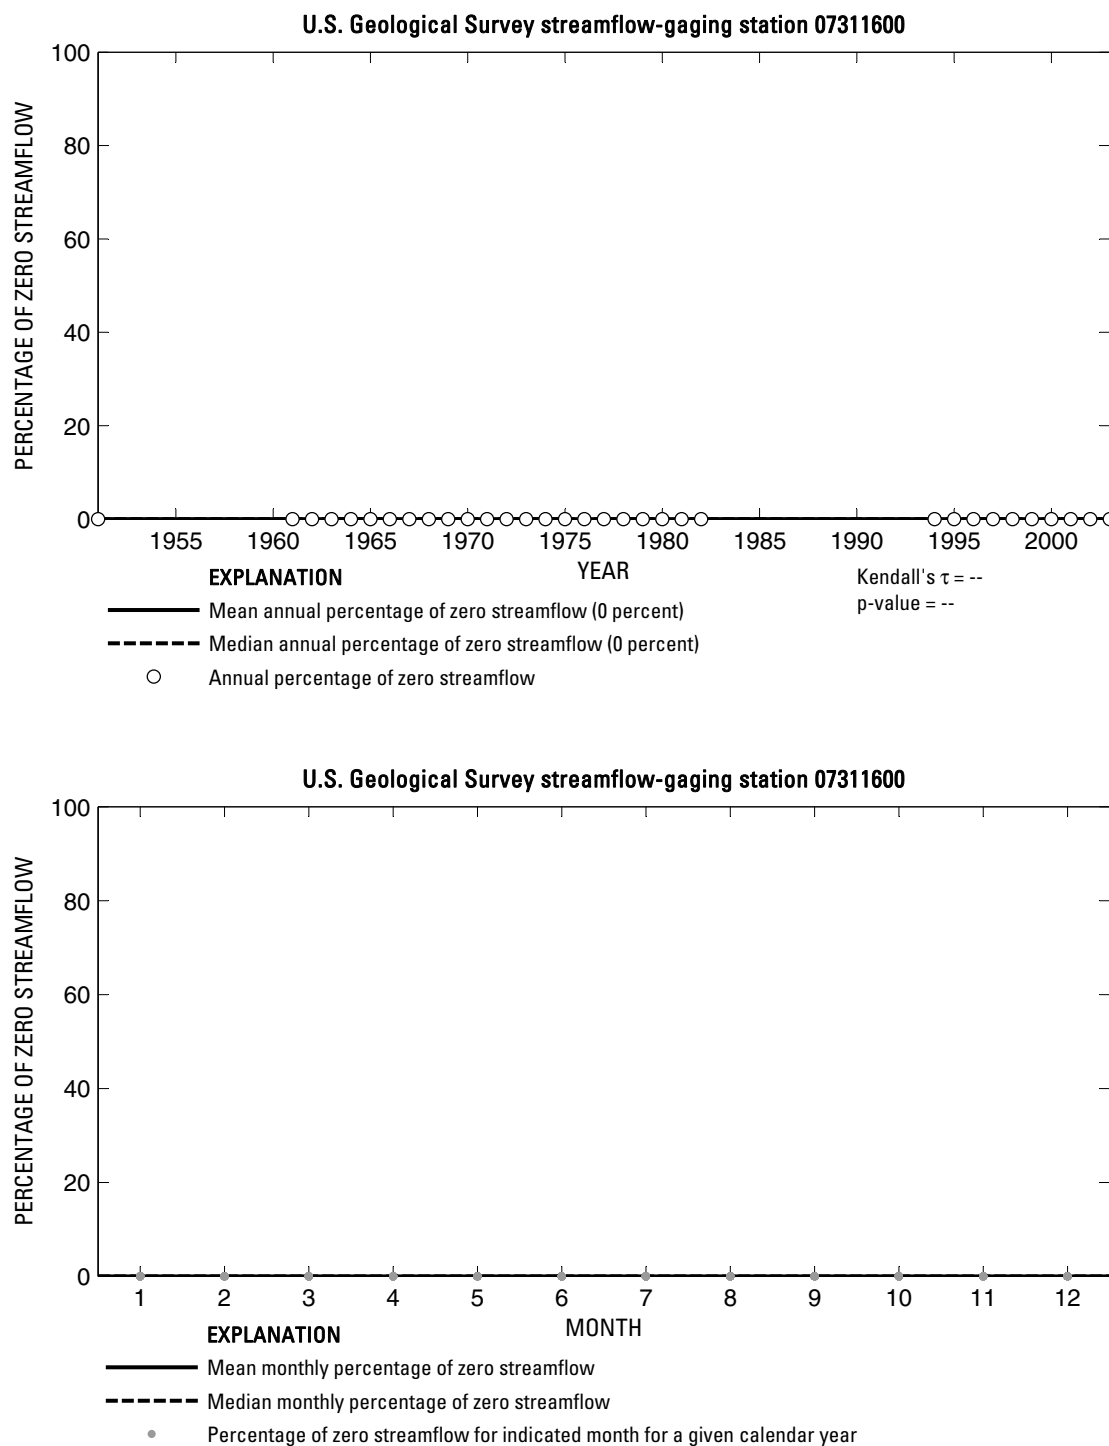 U.S. Geological Survey streamflow-gaging station 07311600
PERCENTAGE OF ZERO STREAMFLOW
100
80
60
40
20
0
1955 1960 1965 1970 1975 1980 1985 1990 1995 2000
YEAR
Kendall's τ = --
p-value = --
EXPLANATION
Mean annual percentage of zero streamflow (0 percent)
Median annual percentage of zero streamflow (0 percent)
Annual percentage of zero streamflow
U.S. Geological Survey streamflow-gaging station 07311600
PERCENTAGE OF ZERO STREAMFLOW
100
80
60
40
20
0
1 2 3 4 5 6 7 8 9 10 11 12
MONTH
EXPLANATION
Mean monthly percentage of zero streamflow
Median monthly percentage of zero streamflow
Percentage of zero streamflow for indicated month for a given calendar year